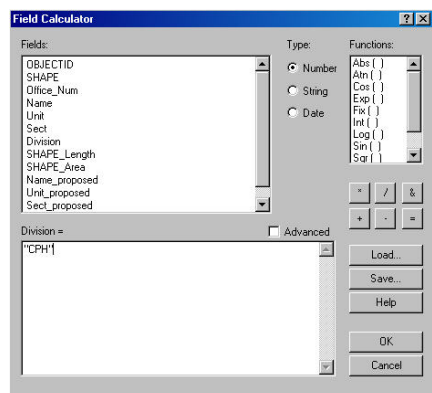 Field Calculator
Fields:
Type:
Functions:
OBJECTID
SHAPE
Office_Num
Name
Unit
Sect
Division
SHAPE_Length
SHAPE_Area
Name_proposed
Unit_proposed
Sect_proposed
Number
String
Date
Abs ( )
Atn ( )
Cos ( )
Exp ( )
Fix ( )
Int ( )
Log ( )
Sin ( )
Sqr ( )
* / &
+ - =
Division =
Advanced
"CPH"
Load...
Save...
Help
OK
Cancel